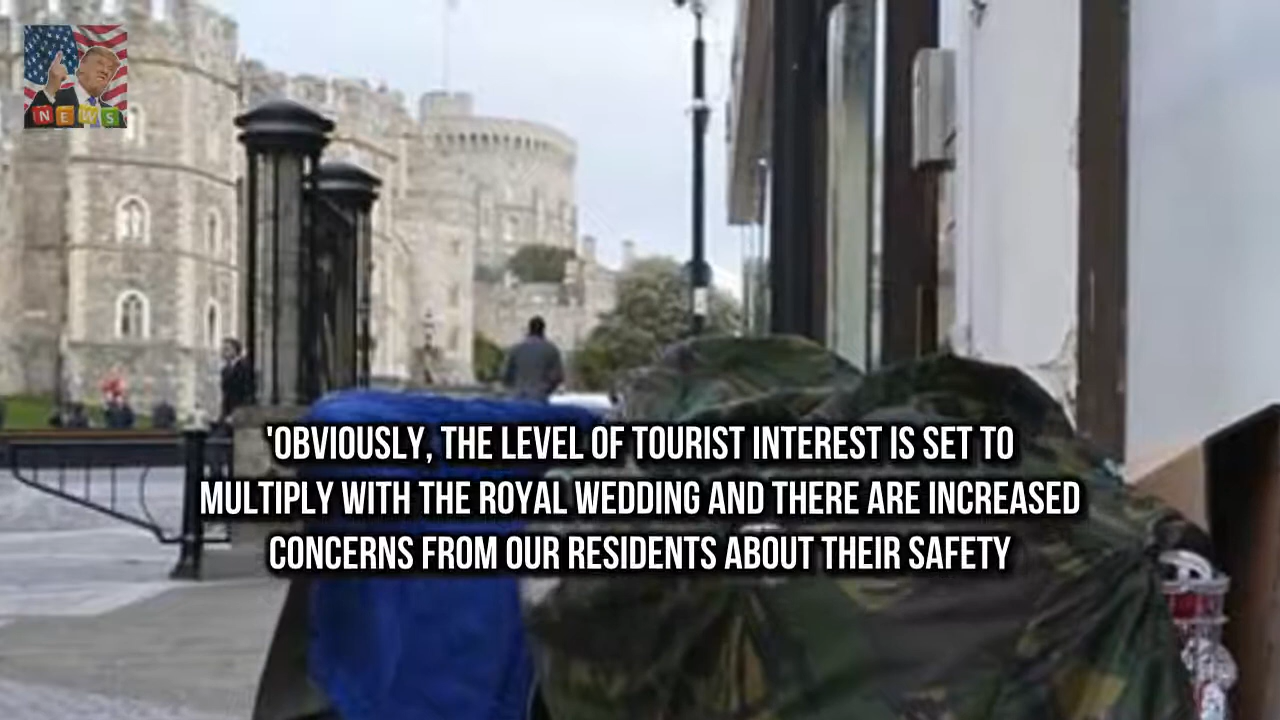 NEWS
'OBVIOUSLY, THE LEVEL OF TOURIST INTEREST IS SET TO
MULTIPLY WITH THE ROYAL WEDDING AND THERE ARE INCREASED
CONCERNS FROM OUR RESIDENTS ABOUT THEIR SAFETY